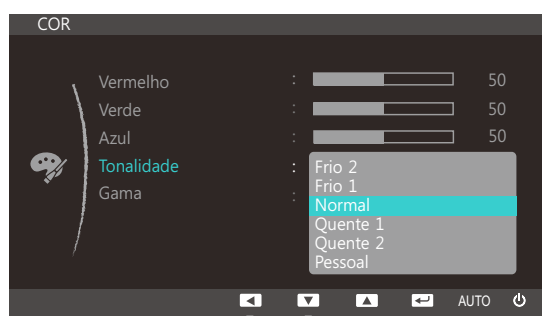 COR
Vermelho : 50
Verde : 50
Azul : 50
Tonalidade :
Gama :
Frio 2
Frio 1
Normal
Quente 1
Quente 2
Pessoal
AUTO